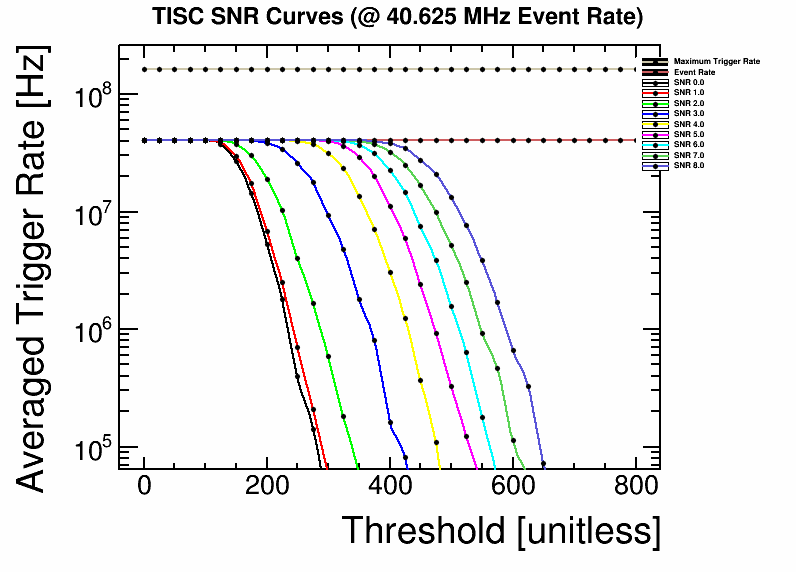 TISC SNR Curves (@ 40.625 MHz Event Rate)
Averaged Trigger Rate [Hz]
10^8
10^7
10^6
10^5
0 200 400 600 800
Threshold [unitless]
Maximum Trigger Rate
Event Rate
SNR 0.0
SNR 1.0
SNR 2.0
SNR 3.0
SNR 4.0
SNR 5.0
SNR 6.0
SNR 7.0
SNR 8.0